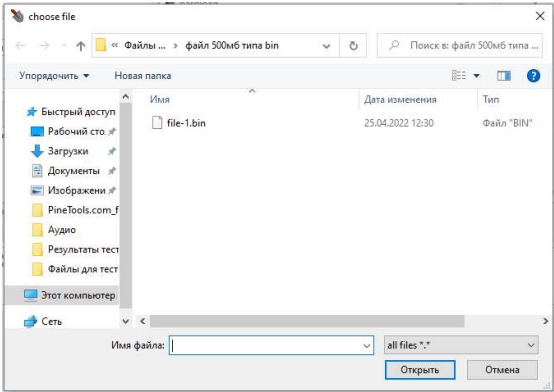 choose file
« Файлы ... › файл 500мб типа bin
Поиск в: файл 500мб типа ...
Упорядочить
Новая папка
Имя
Дата изменения
Тип
file-1.bin
25.04.2022 12:30
Файл "BIN"
Быстрый доступ
Рабочий сто
Загрузки
Документы
Изображени
PineTools.com_f
Аудио
Результаты тест
Файлы для тест
Этот компьютер
Сеть
Имя файла:
all files *.*
Открыть
Отмена